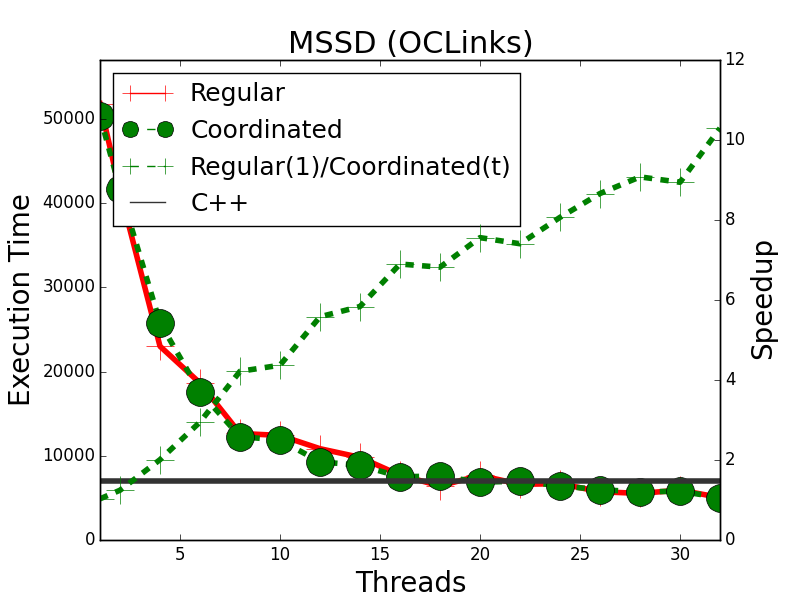 MSSD (OCLinks)
Regular
Coordinated
Regular(1)/Coordinated(t)
C++
Execution Time
50000
40000
30000
20000
10000
0
Speedup
12
10
8
6
4
2
0
5 10 15 20 25 30
Threads